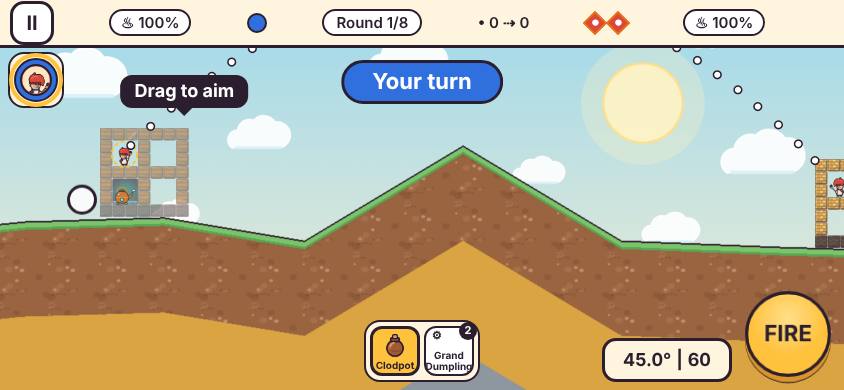 100%
Round 1/8
• 0 ⇢ 0
100%
Drag to aim
Your turn
2
Clodpot
Grand
Dumpling
45.0° | 60
FIRE